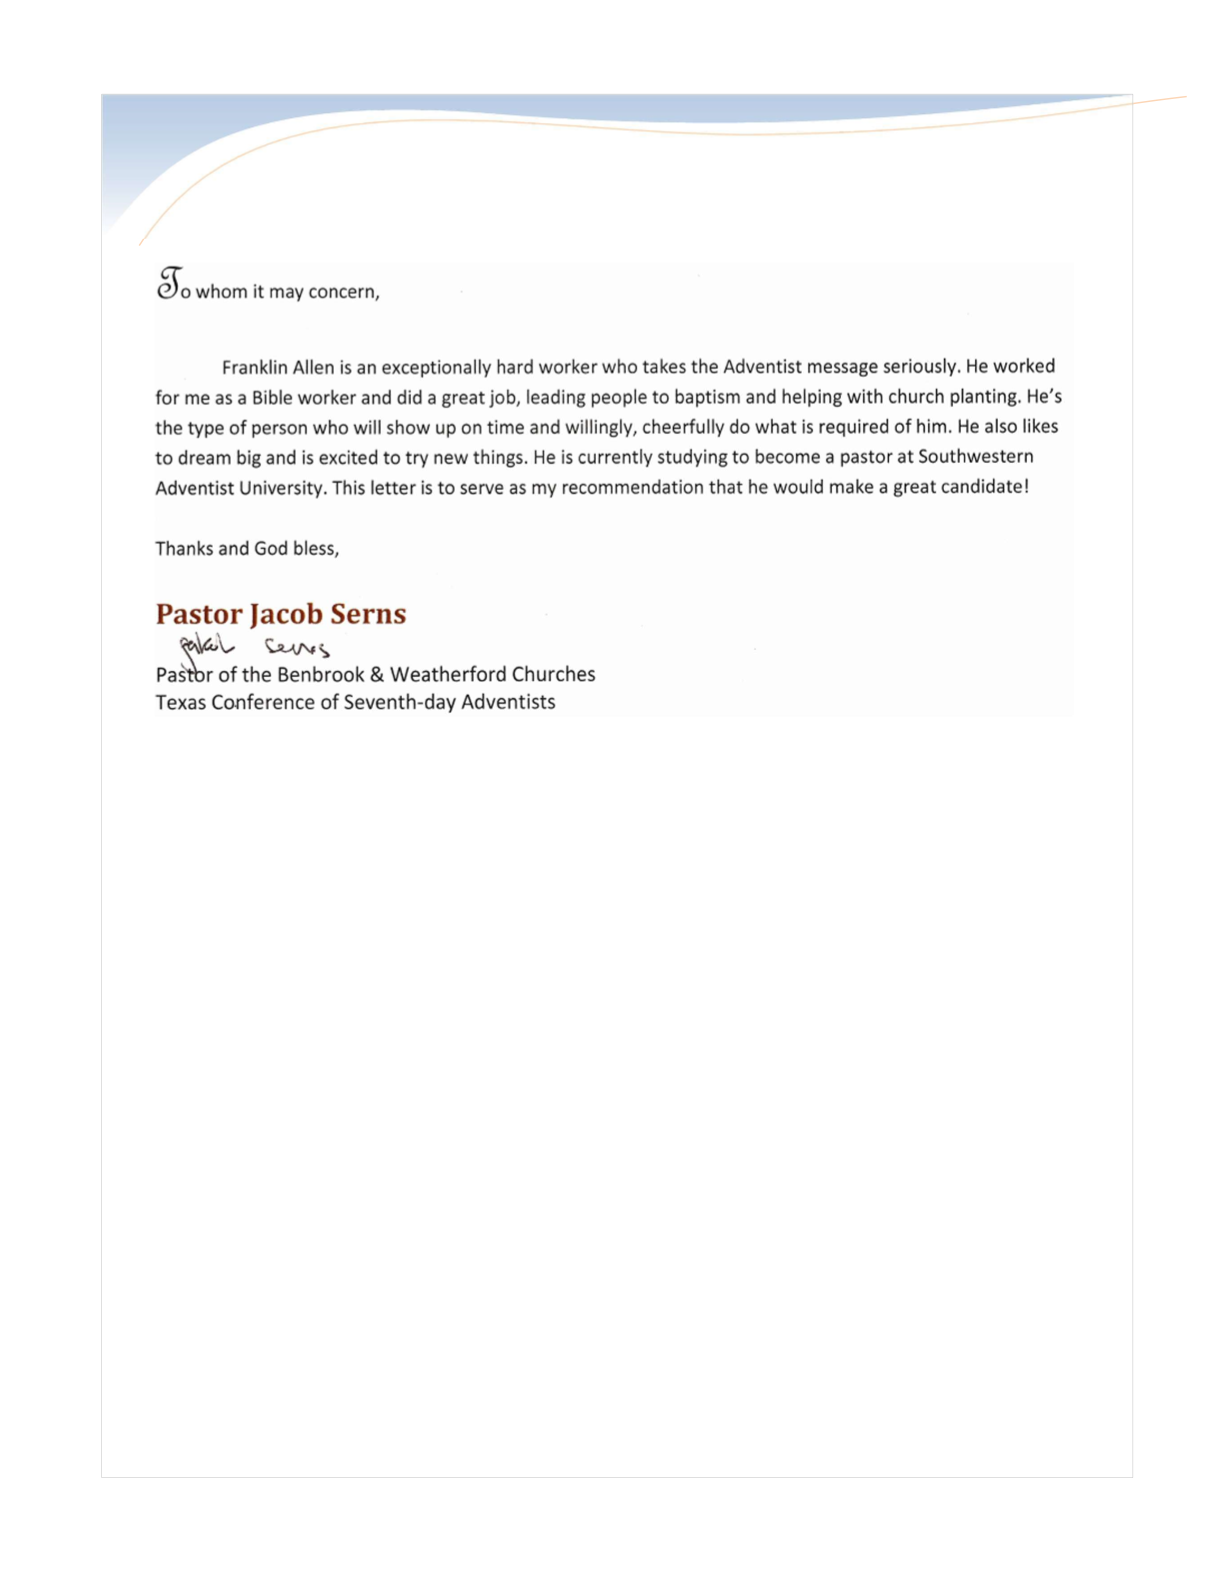 To whom it may concern,
Franklin Allen is an exceptionally hard worker who takes the Adventist message seriously. He worked
for me as a Bible worker and did a great job, leading people to baptism and helping with church planting. He's
the type of person who will show up on time and willingly, cheerfully do what is required of him. He also likes
to dream big and is excited to try new things. He is currently studying to become a pastor at Southwestern
Adventist University. This letter is to serve as my recommendation that he would make a great candidate!
Thanks and God bless,
Pastor Jacob Serns
Serns
Pastor of the Benbrook & Weatherford Churches
Texas Conference of Seventh-day Adventists